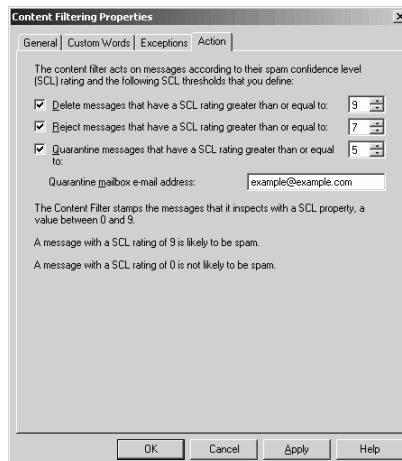 Content Filtering Properties
General Custom Words Exceptions Action
The content filter acts on messages according to their spam confidence level
(SCL) rating and the following SCL thresholds that you define:
Delete messages that have a SCL rating greater than or equal to: 9
Reject messages that have a SCL rating greater than or equal to: 7
Quarantine messages that have a SCL rating greater than or equal 5
to:
Quarantine mailbox e-mail address: example@example.com
The Content Filter stamps the messages that it inspects with a SCL property, a
value between 0 and 9.
A message with a SCL rating of 9 is likely to be spam.
A message with a SCL rating of 0 is not likely to be spam.
OK Cancel Apply Help